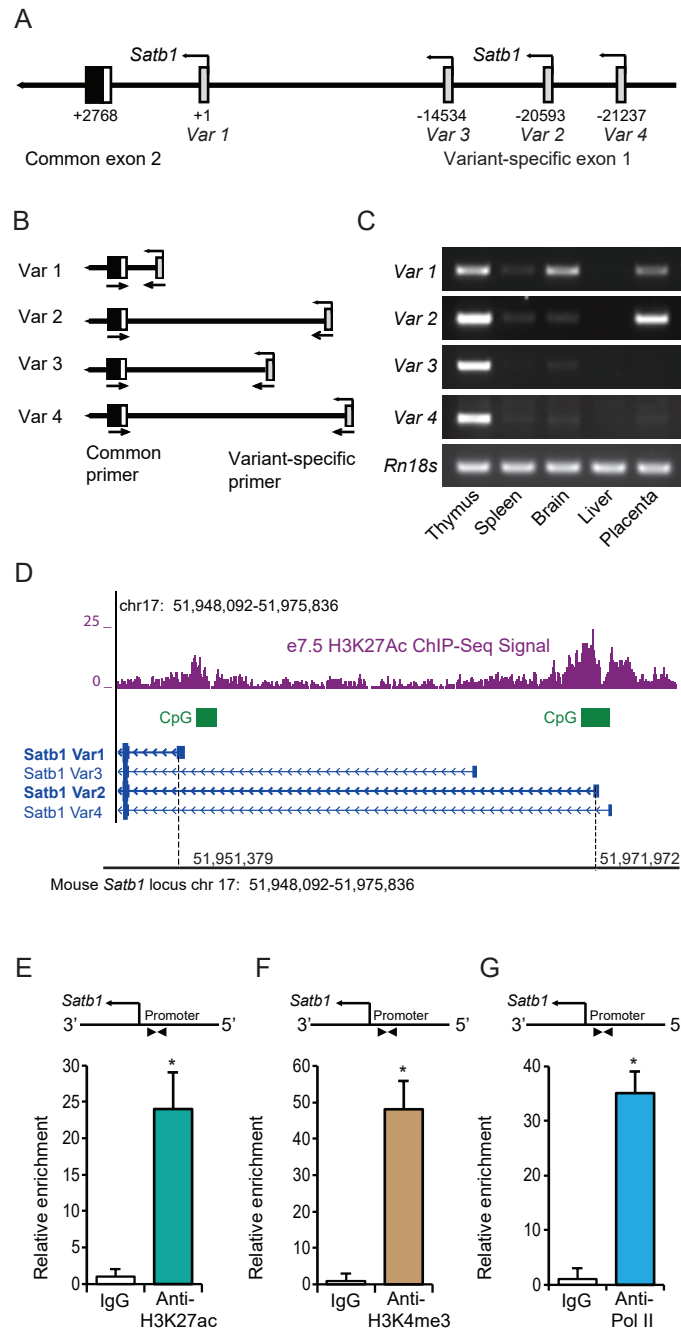 A
Satb1
Satb1
+2768
+1
-14534
-20593
-21237
Var 1
Var 3
Var 2
Var 4
Common exon 2
Variant-specific exon 1
B
Var 1
Var 2
Var 3
Var 4
Common
primer
Variant-specific
primer
C
Var 1
Var 2
Var 3
Var 4
Rn18s
Thymus
Spleen
Brain
Liver
Placenta
D
chr17: 51,948,092-51,975,836
25
e7.5 H3K27Ac ChIP-Seq Signal
0
CpG
CpG
Satb1 Var1
Satb1 Var3
Satb1 Var2
Satb1 Var4
51,951,379
51,971,972
Mouse Satb1 locus chr 17: 51,948,092-51,975,836
E
Satb1
Promoter
3’
5’
30
25
20
15
10
5
0
Relative enrichment
*
IgG
Anti-
H3K27ac
F
Satb1
Promoter
3’
5’
60
50
40
30
20
10
0
Relative enrichment
*
IgG
Anti-
H3K4me3
G
Satb1
Promoter
3’
5
40
30
20
10
0
Relative enrichment
*
IgG
Anti-
Pol II